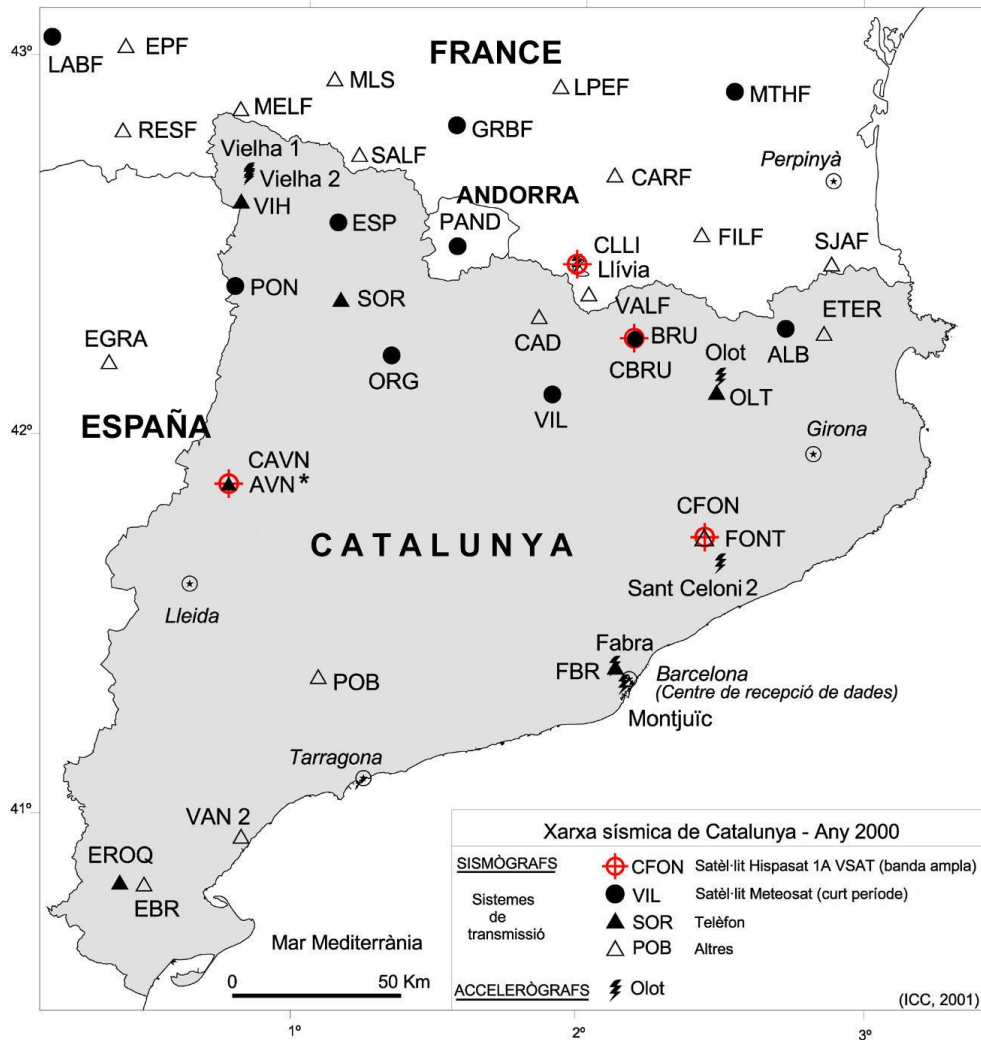 43º
LABF
EPF
FRANCE
MLS
LPEF
MTHF
MELF
RESF
GRBF
Vielha 1
Vielha 2
SALF
CARF
Perpinyà
VIH
ANDORRA
PAND
ESP
FILF
SJAF
CLLI
Llívia
PON
SOR
VALF
ETER
EGRA
CAD
BRU
CBRU
ALB
ORG
Olot
OLT
VIL
ESPAÑA
42º
Girona
CAVN
AVN*
CFON
CATALUNYA
FONT
Sant Celoni 2
Lleida
Fabra
FBR
Barcelona
(Centre de recepció de dades)
POB
Montjuïc
Tarragona
41º
VAN 2
EROQ
EBR
Mar Mediterrània
0
50 Km
Xarxa sísmica de Catalunya - Any 2000
SISMÒGRAFS
CFON
Satèl·lit Hispasat 1A VSAT (banda ampla)
Sistemes
de
transmissió
VIL
Satèl·lit Meteosat (curt període)
SOR
Telèfon
POB
Altres
ACCELERÒGRAFS
Olot
(ICC, 2001)
1º
2º
3º